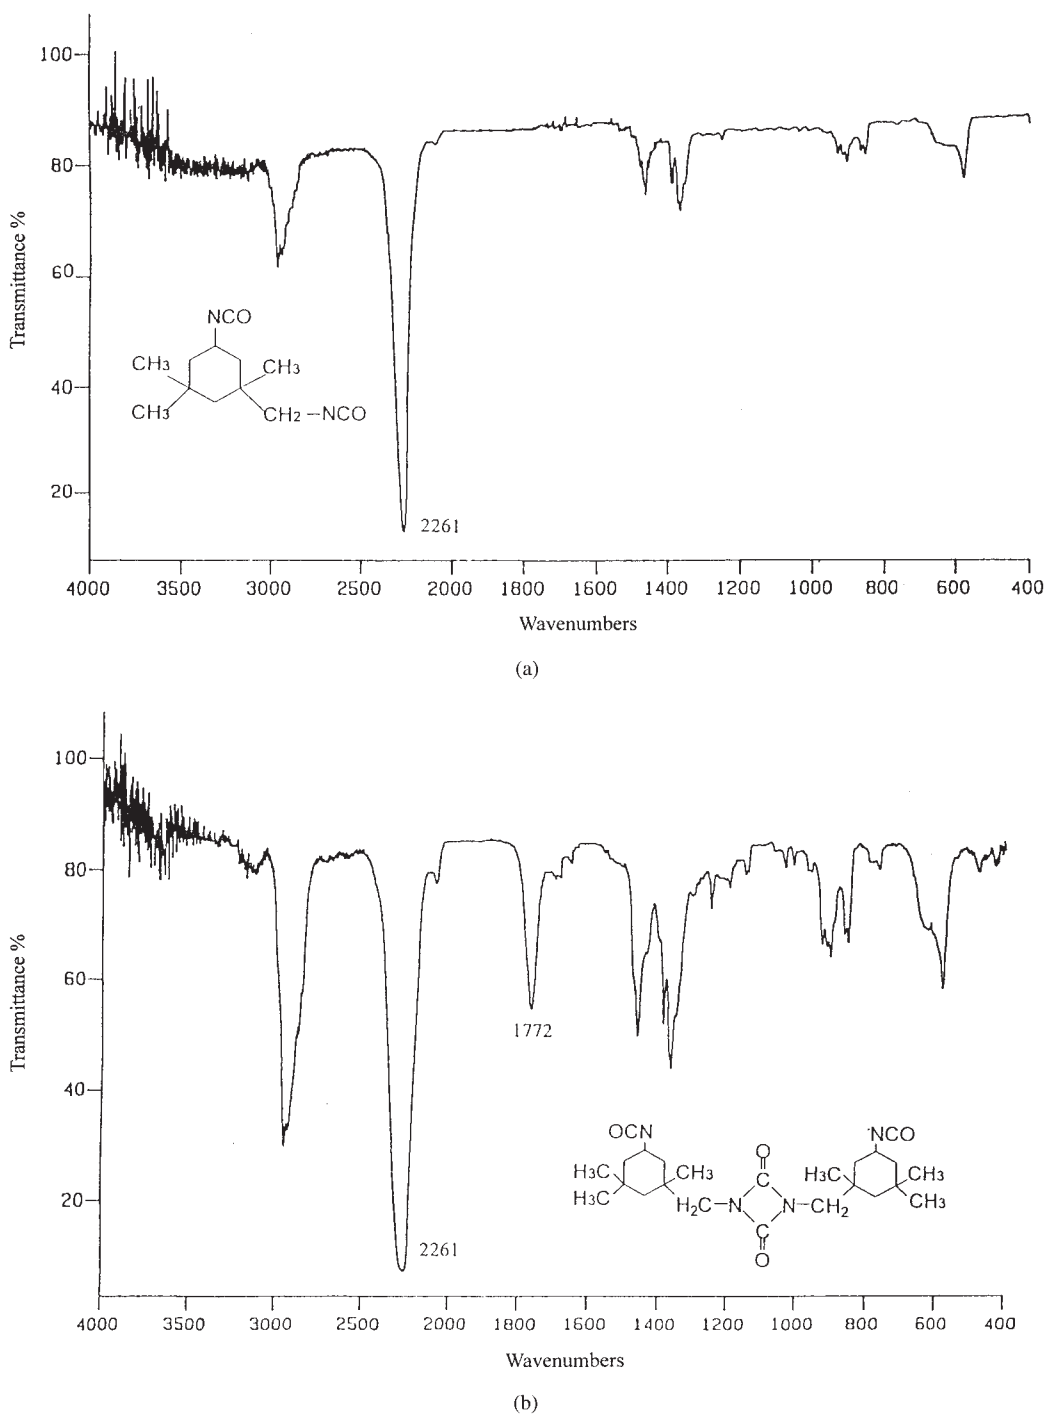 100
80
60
40
20
Transmittance %
NCO
CH3 CH3
CH3 CH2 –NCO
2261
4000 3500 3000 2500 2000 1800 1600 1400 1200 1000 800 600 400
Wavenumbers
(a)
100
80
60
40
20
Transmittance %
1772
OCN NCO
O
H3C CH3 C H3C CH3
H3C H2C–N N–CH2 CH3
C
O
2261
4000 3500 3000 2500 2000 1800 1600 1400 1200 1000 800 600 400
Wavenumbers
(b)